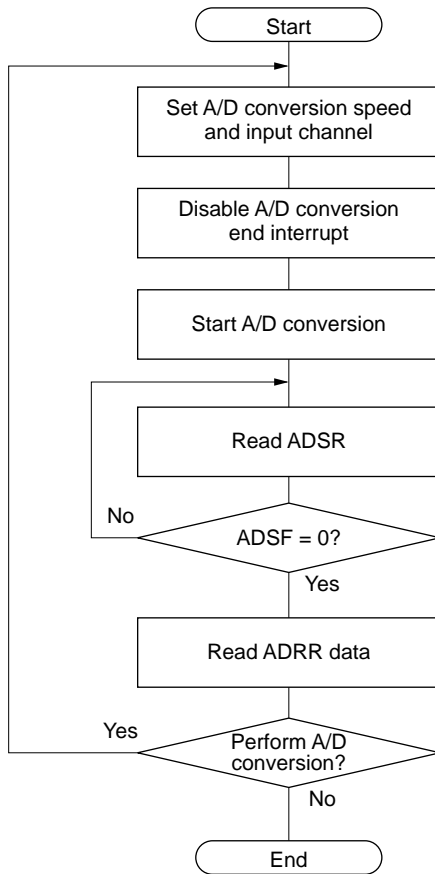 Start
Set A/D conversion speed
and input channel
Disable A/D conversion
end interrupt
Start A/D conversion
Read ADSR
No
ADSF = 0?
Yes
Read ADRR data
Yes
Perform A/D
conversion?
No
End